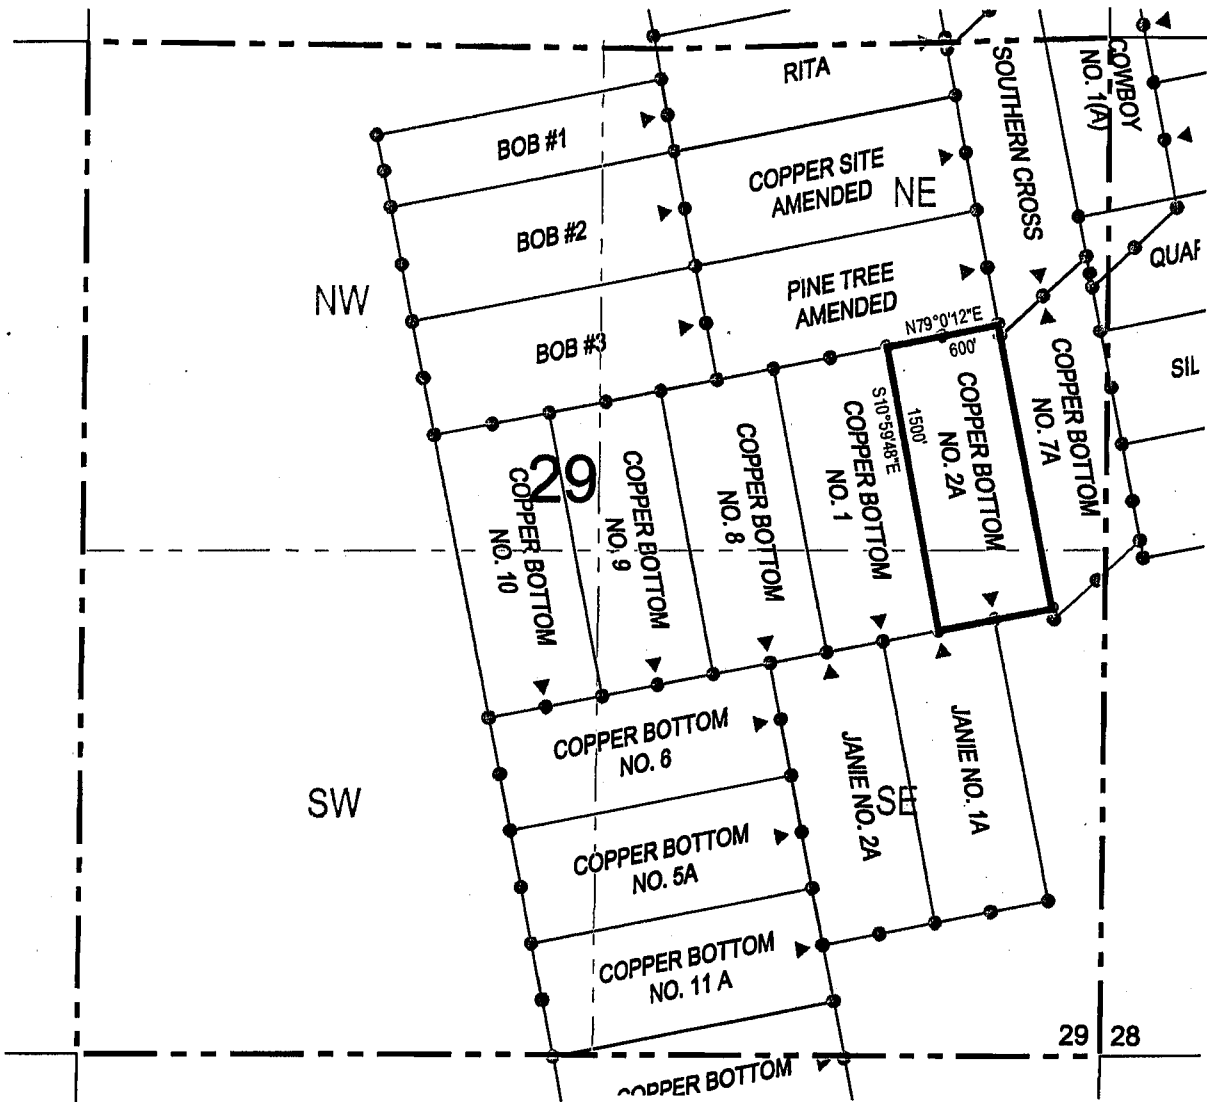 RITA
SOUTHERN CROSS
COWBOY
NO. 1(A)
BOB #1
COPPER SITE
AMENDED
NE
BOB #2
QUAR
NW
PINE TREE
AMENDED
N79°0'12"E
600'
BOB #3
SIL
S10°59'48"E
1500'
COPPER BOTTOM
NO. 2A
COPPER BOTTOM
NO. 7A
COPPER BOTTOM
NO. 1
COPPER BOTTOM
NO. 8
COPPER BOTTOM
NO. 9
29
COPPER BOTTOM
NO. 10
COPPER BOTTOM
NO. 6
JANIE NO. 2A
JANIE NO. 1A
SW
SE
COPPER BOTTOM
NO. 5A
COPPER BOTTOM
NO. 11 A
29
28
COPPER BOTTOM